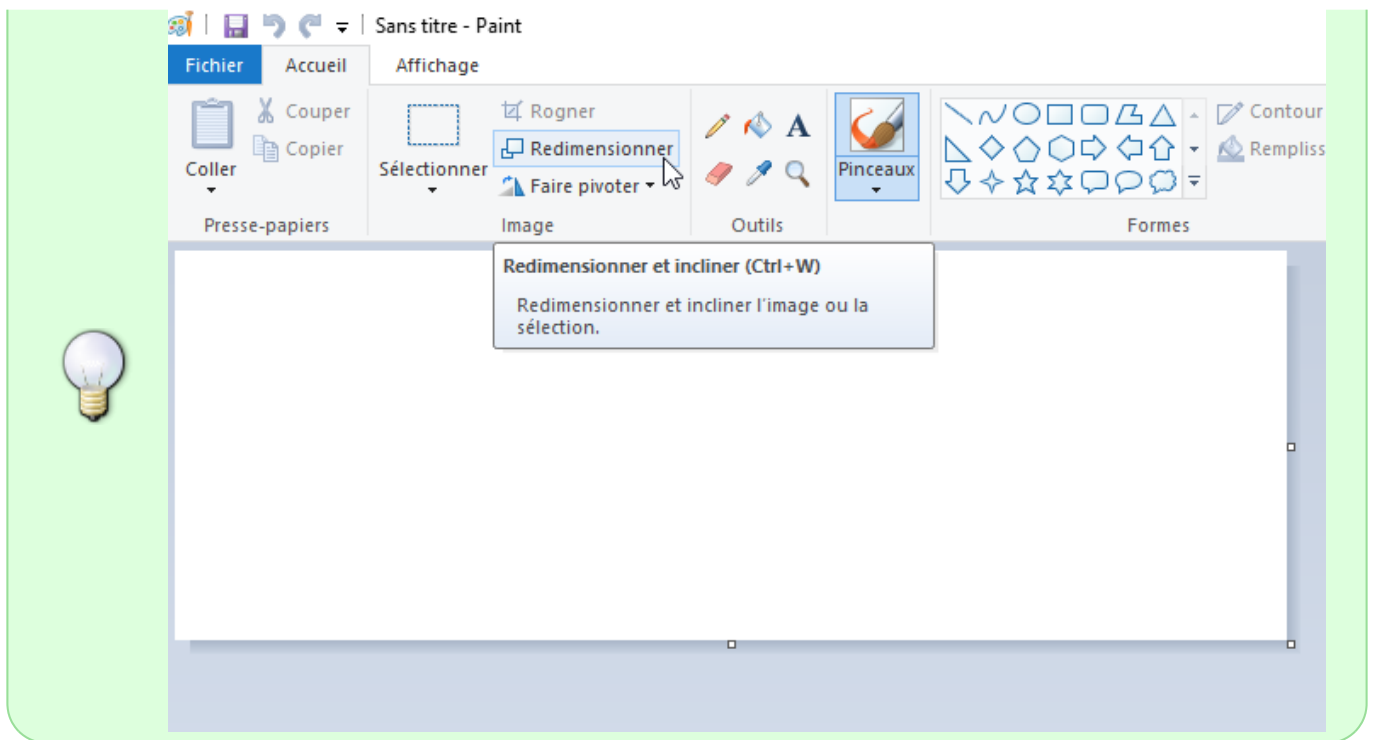 Sans titre - Paint
Fichier Accueil Affichage
Coller
Couper
Copier
Presse-papiers
Sélectionner
Rogner
Redimensionner
Faire pivoter
Image
A
Outils
Pinceaux
Contour
Rempliss
Formes
Redimensionner et incliner (Ctrl+W)
Redimensionner et incliner l'image ou la
sélection.